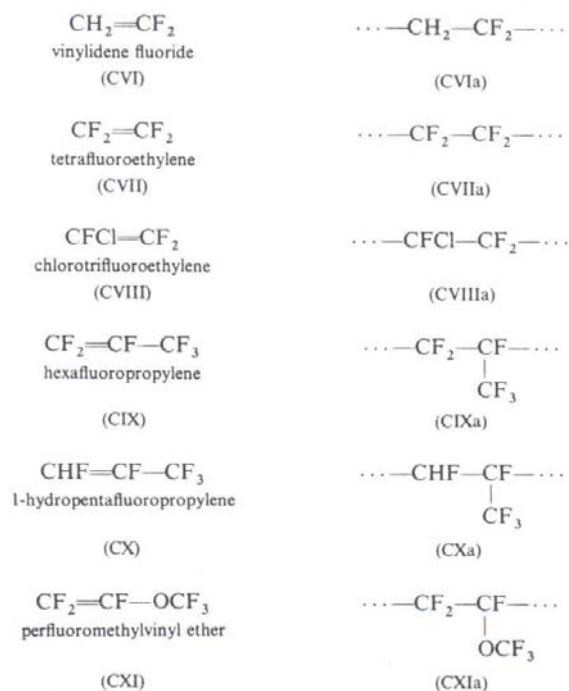 CH₂=CF₂
vinylidene fluoride
(CVI)
···—CH₂—CF₂—···
(CVIa)
CF₂=CF₂
tetrafluoroethylene
(CVII)
···—CF₂—CF₂—···
(CVIIa)
CFCl=CF₂
chlorotrifluoroethylene
(CVIII)
···—CFCl—CF₂—···
(CVIIIa)
CF₂=CF—CF₃
hexafluoropropylene
(CIX)
···—CF₂—CF—···
|
CF₃
(CIXa)
CHF=CF—CF₃
1-hydropentafluoropropylene
(CX)
···—CHF—CF—···
|
CF₃
(CXa)
CF₂=CF—OCF₃
perfluoromethylvinyl ether
(CXI)
···—CF₂—CF—···
|
OCF₃
(CXIa)